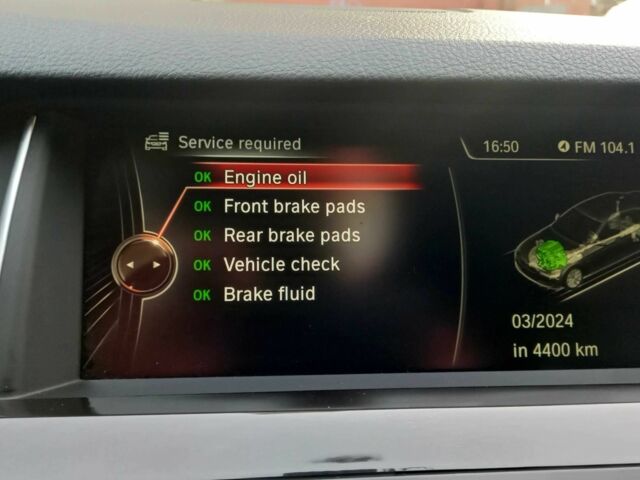 Service required
16:50 FM 104.1
OK Engine oil
OK Front brake pads
OK Rear brake pads
OK Vehicle check
OK Brake fluid
03/2024
in 4400 km